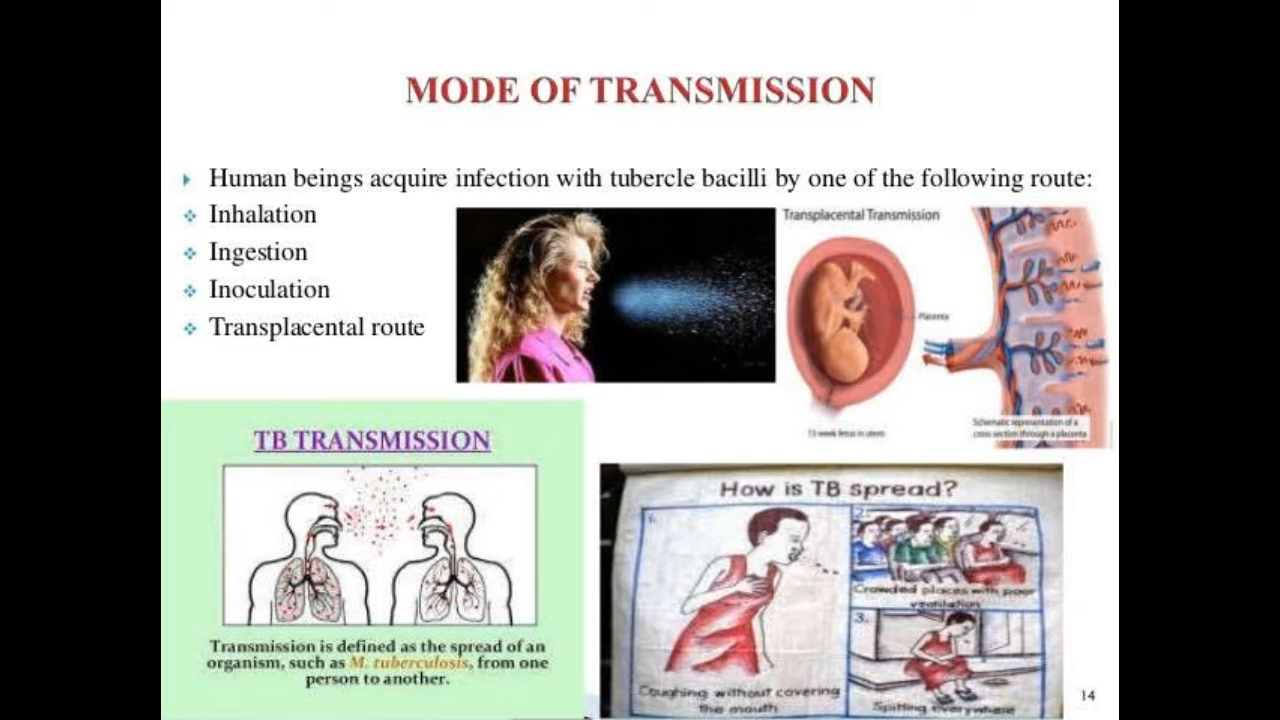 MODE OF TRANSMISSION
Human beings acquire infection with tubercle bacilli by one of the following route:
Inhalation
Ingestion
Inoculation
Transplacental route
Transplacental Transmission
Placenta
13 week fetus in utero
Schematic representation of a
cross section through a placenta
TB TRANSMISSION
Transmission is defined as the spread of an
organism, such as M. tuberculosis, from one
person to another.
How is TB spread?
1.
Coughing without covering
the mouth
2.
Crowded places with poor
ventilation
3.
Spitting everywhere
14